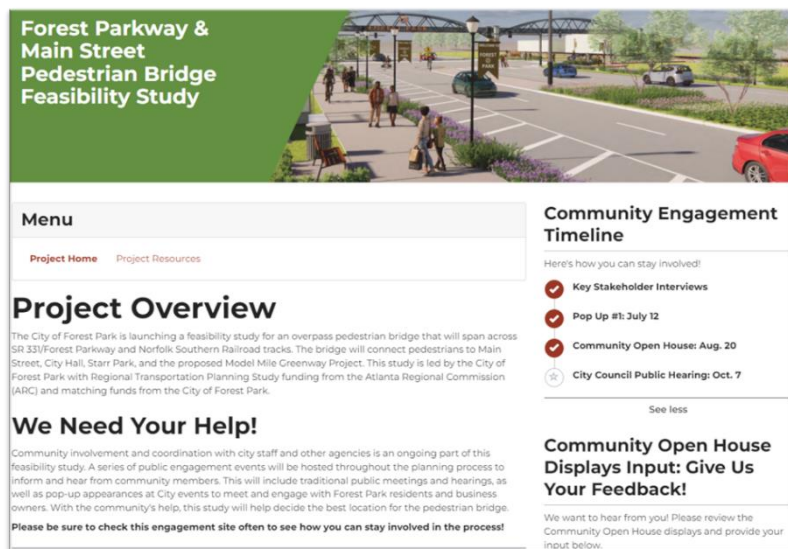 Forest Parkway &
Main Street
Pedestrian Bridge
Feasibility Study
FOREST
PARK
Menu
Project Home
Project Resources
Project Overview
The City of Forest Park is launching a feasibility study for an overpass pedestrian bridge that will span across
SR 331/Forest Parkway and Norfolk Southern Railroad tracks. The bridge will connect pedestrians to Main
Street, City Hall, Starr Park, and the proposed Model Mile Greenway Project. This study is led by the City of
Forest Park with Regional Transportation Planning Study funding from the Atlanta Regional Commission
(ARC) and matching funds from the City of Forest Park.
We Need Your Help!
Community involvement and coordination with city staff and other agencies is an ongoing part of this
feasibility study. A series of public engagement events will be hosted throughout the planning process to
inform and hear from community members. This will include traditional public meetings and hearings, as
well as pop-up appearances at City events to meet and engage with Forest Park residents and business
owners. With the community's help, this study will help decide the best location for the pedestrian bridge.
Please be sure to check this engagement site often to see how you can stay involved in the process!
Community Engagement
Timeline
Here's how you can stay involved!
Key Stakeholder Interviews
Pop Up #1: July 12
Community Open House: Aug. 20
City Council Public Hearing: Oct. 7
See less
Community Open House
Displays Input: Give Us
Your Feedback!
We want to hear from you! Please review the
Community Open House displays and provide your
input below.